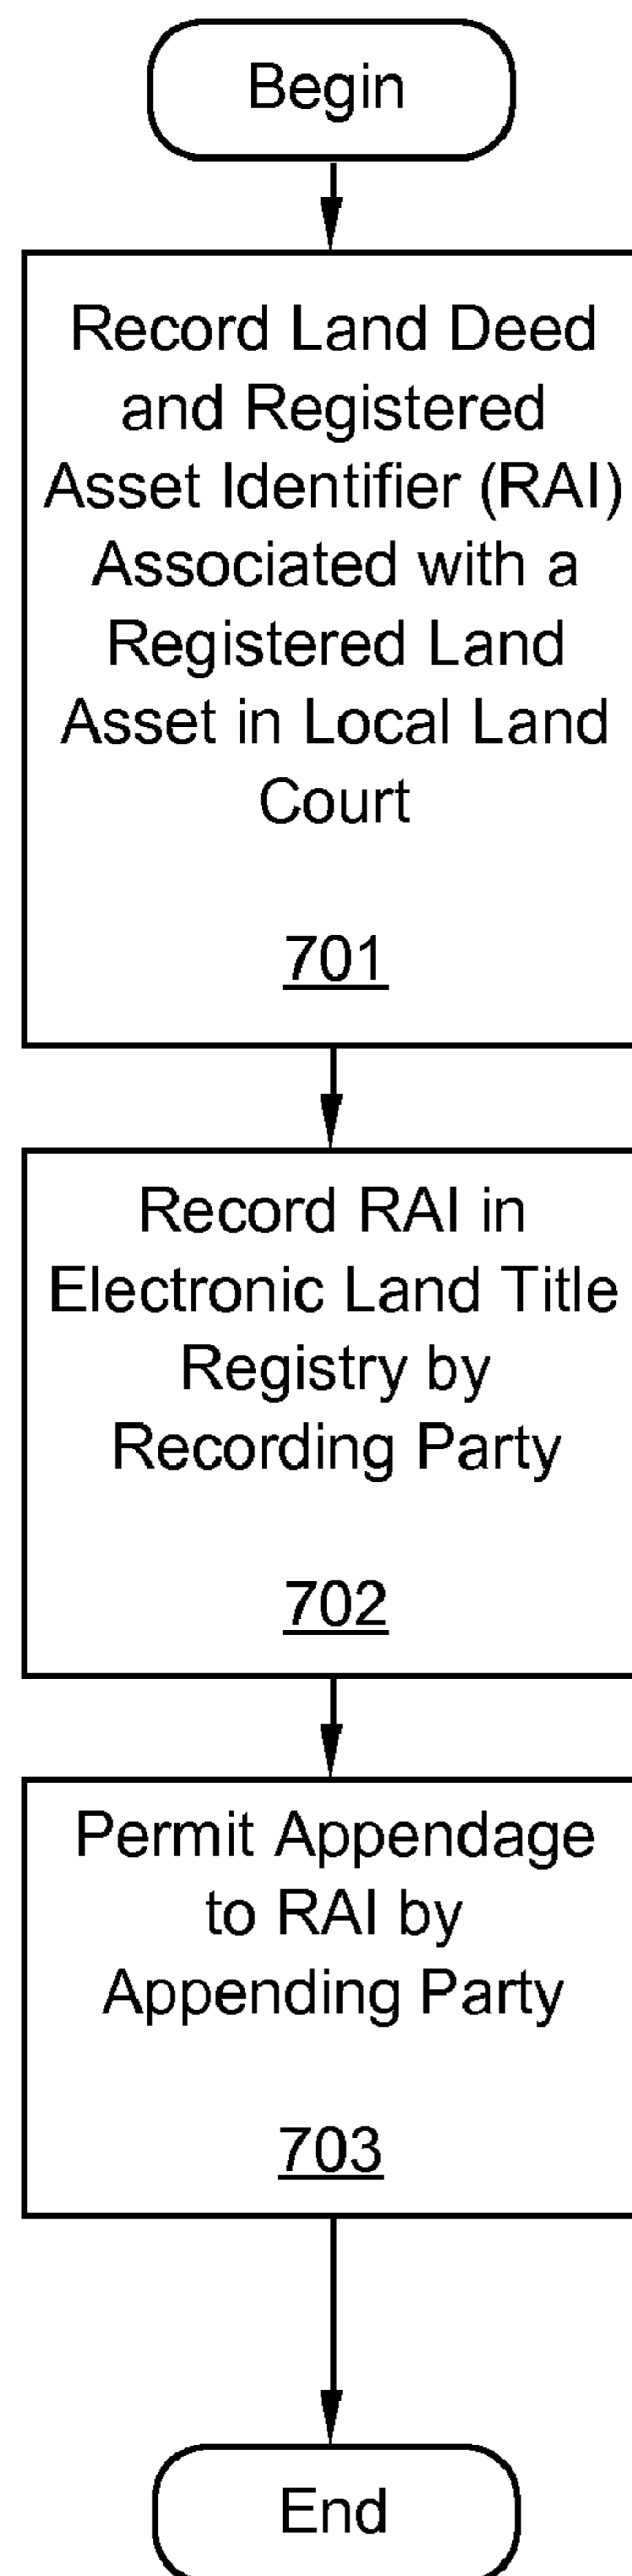 Begin
Record Land Deed
and Registered
Asset Identifier (RAI)
Associated with a
Registered Land
Asset in Local Land
Court
701
Record RAI in
Electronic Land Title
Registry by
Recording Party
702
Permit Appendage
to RAI by
Appending Party
703
End